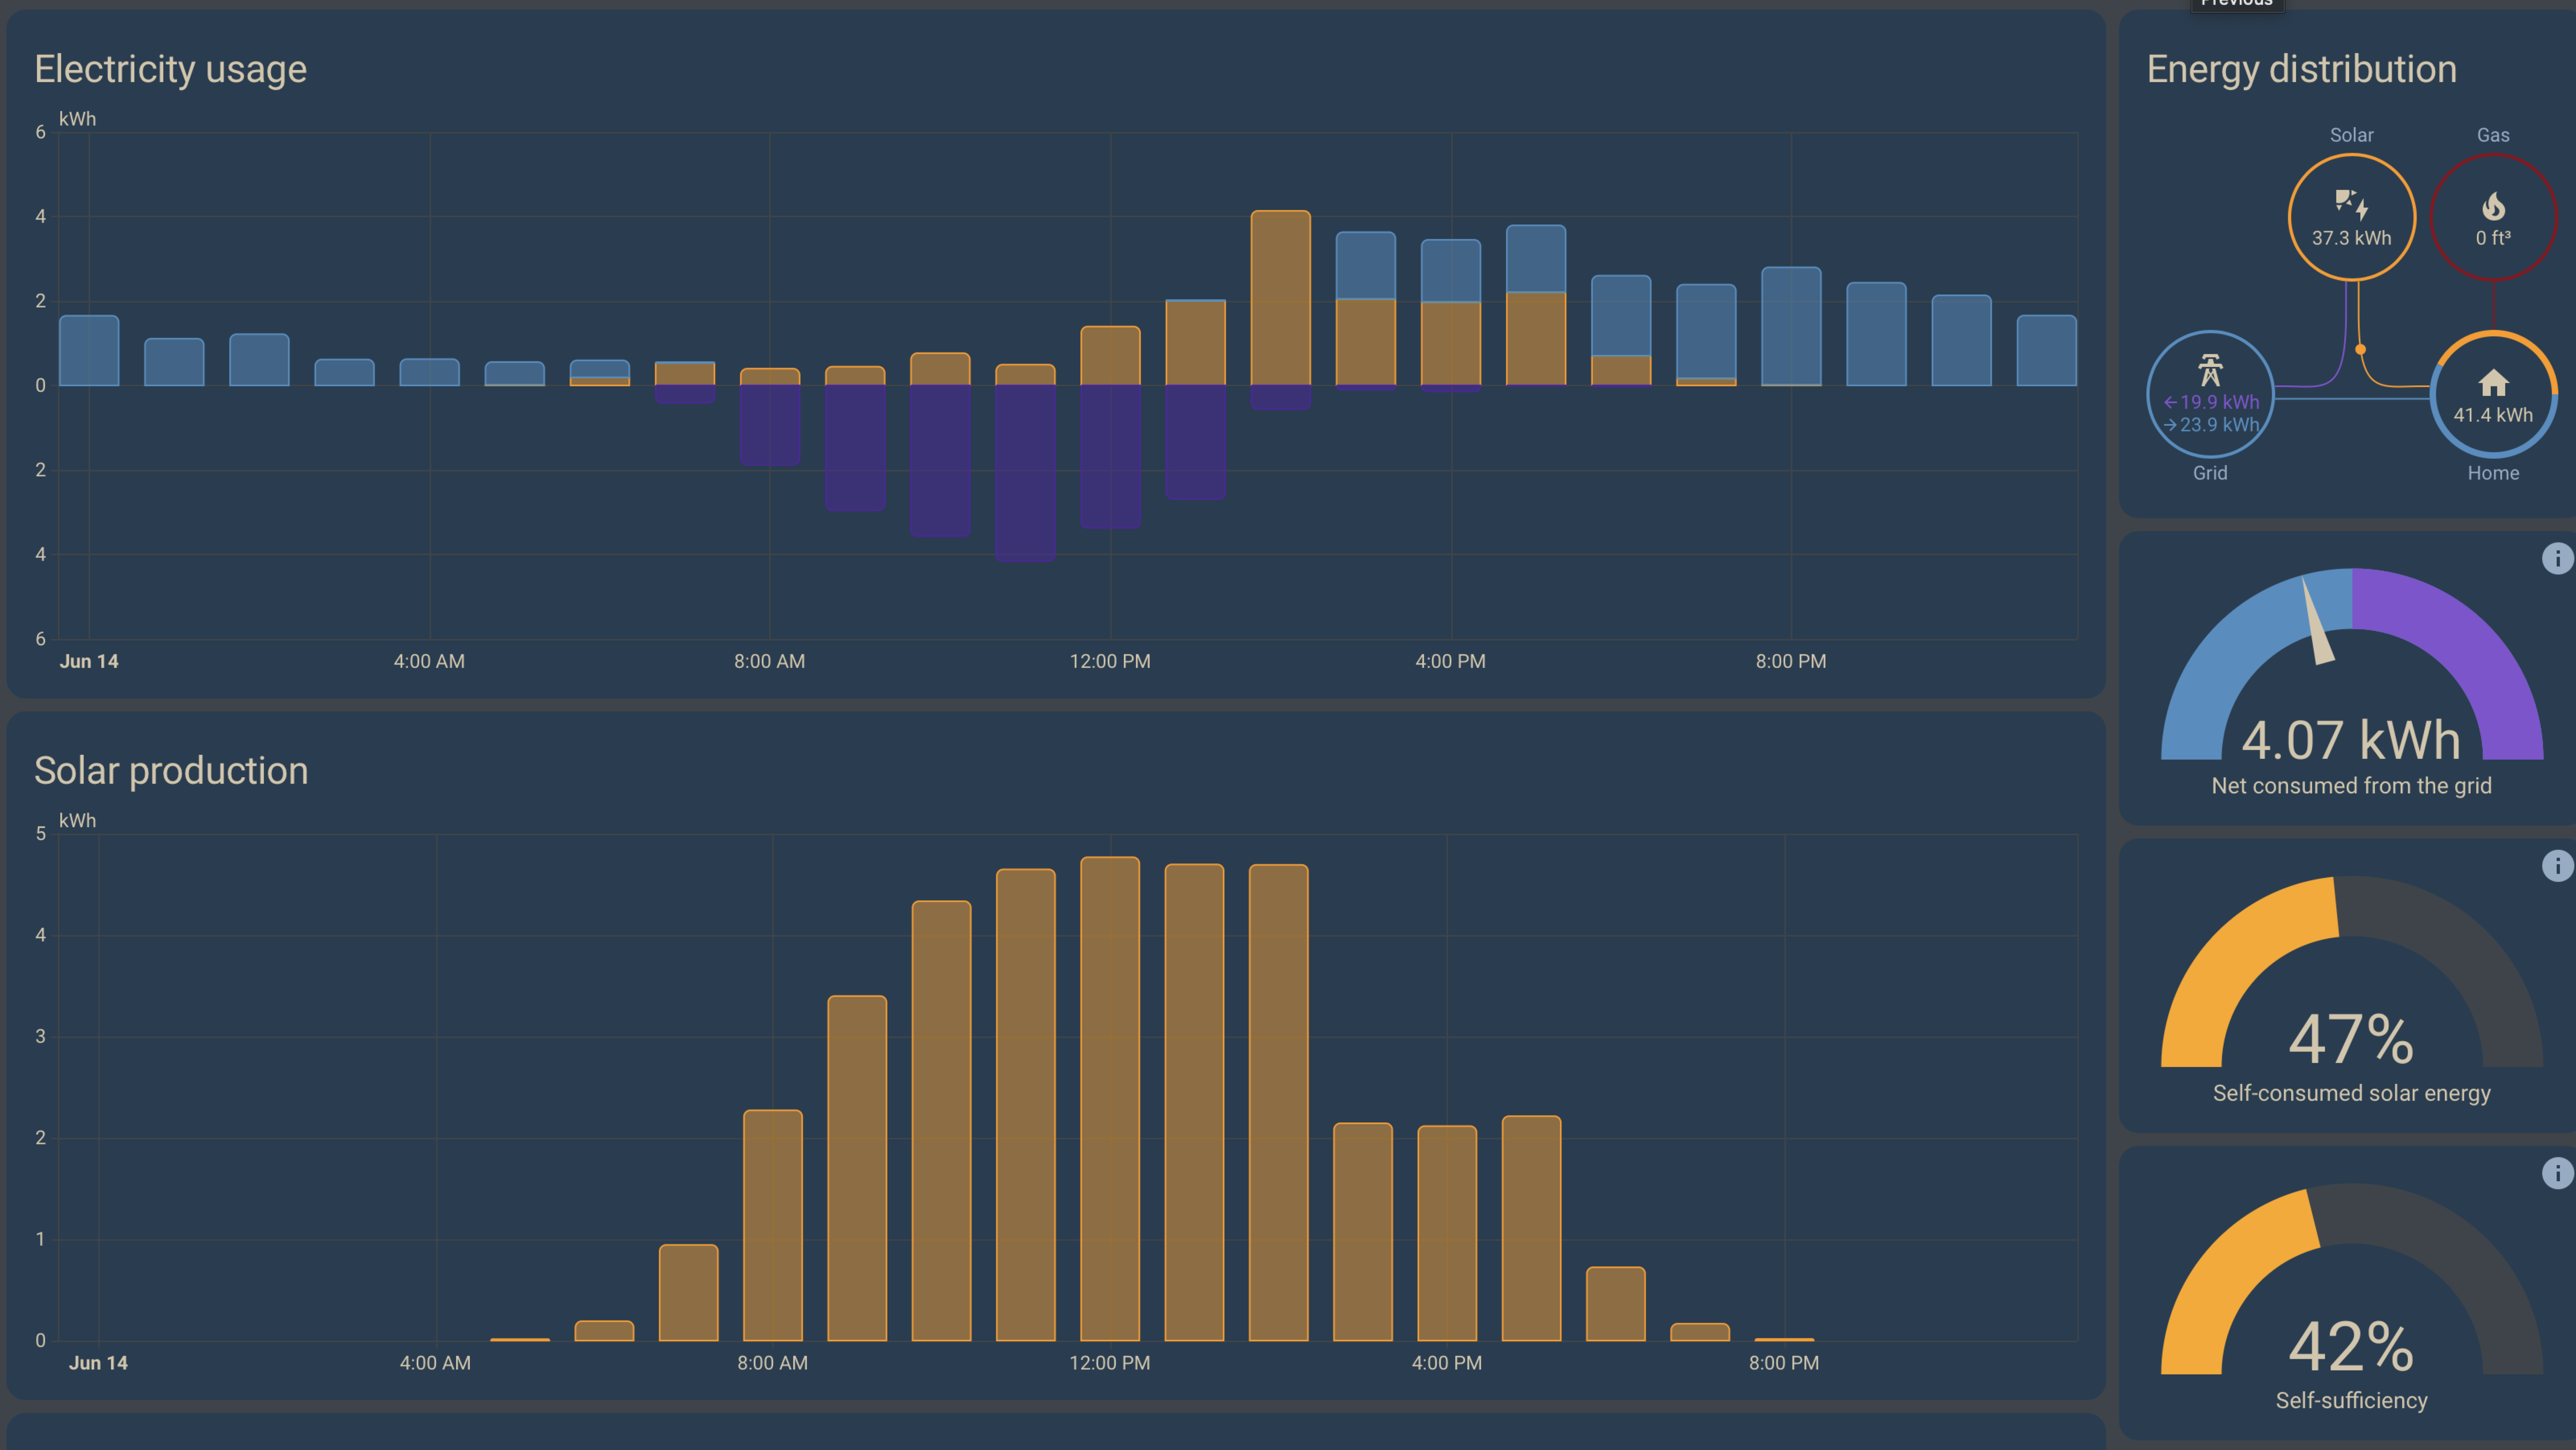 Previous
Electricity usage
kWh
6
4
2
0
2
4
6
Jun 14
4:00 AM
8:00 AM
12:00 PM
4:00 PM
8:00 PM
Energy distribution
Solar
Gas
37.3 kWh
0 ft³
←19.9 kWh
→23.9 kWh
41.4 kWh
Grid
Home
4.07 kWh
Net consumed from the grid
Solar production
kWh
5
4
3
2
1
0
Jun 14
4:00 AM
8:00 AM
12:00 PM
4:00 PM
8:00 PM
47%
Self-consumed solar energy
42%
Self-sufficiency